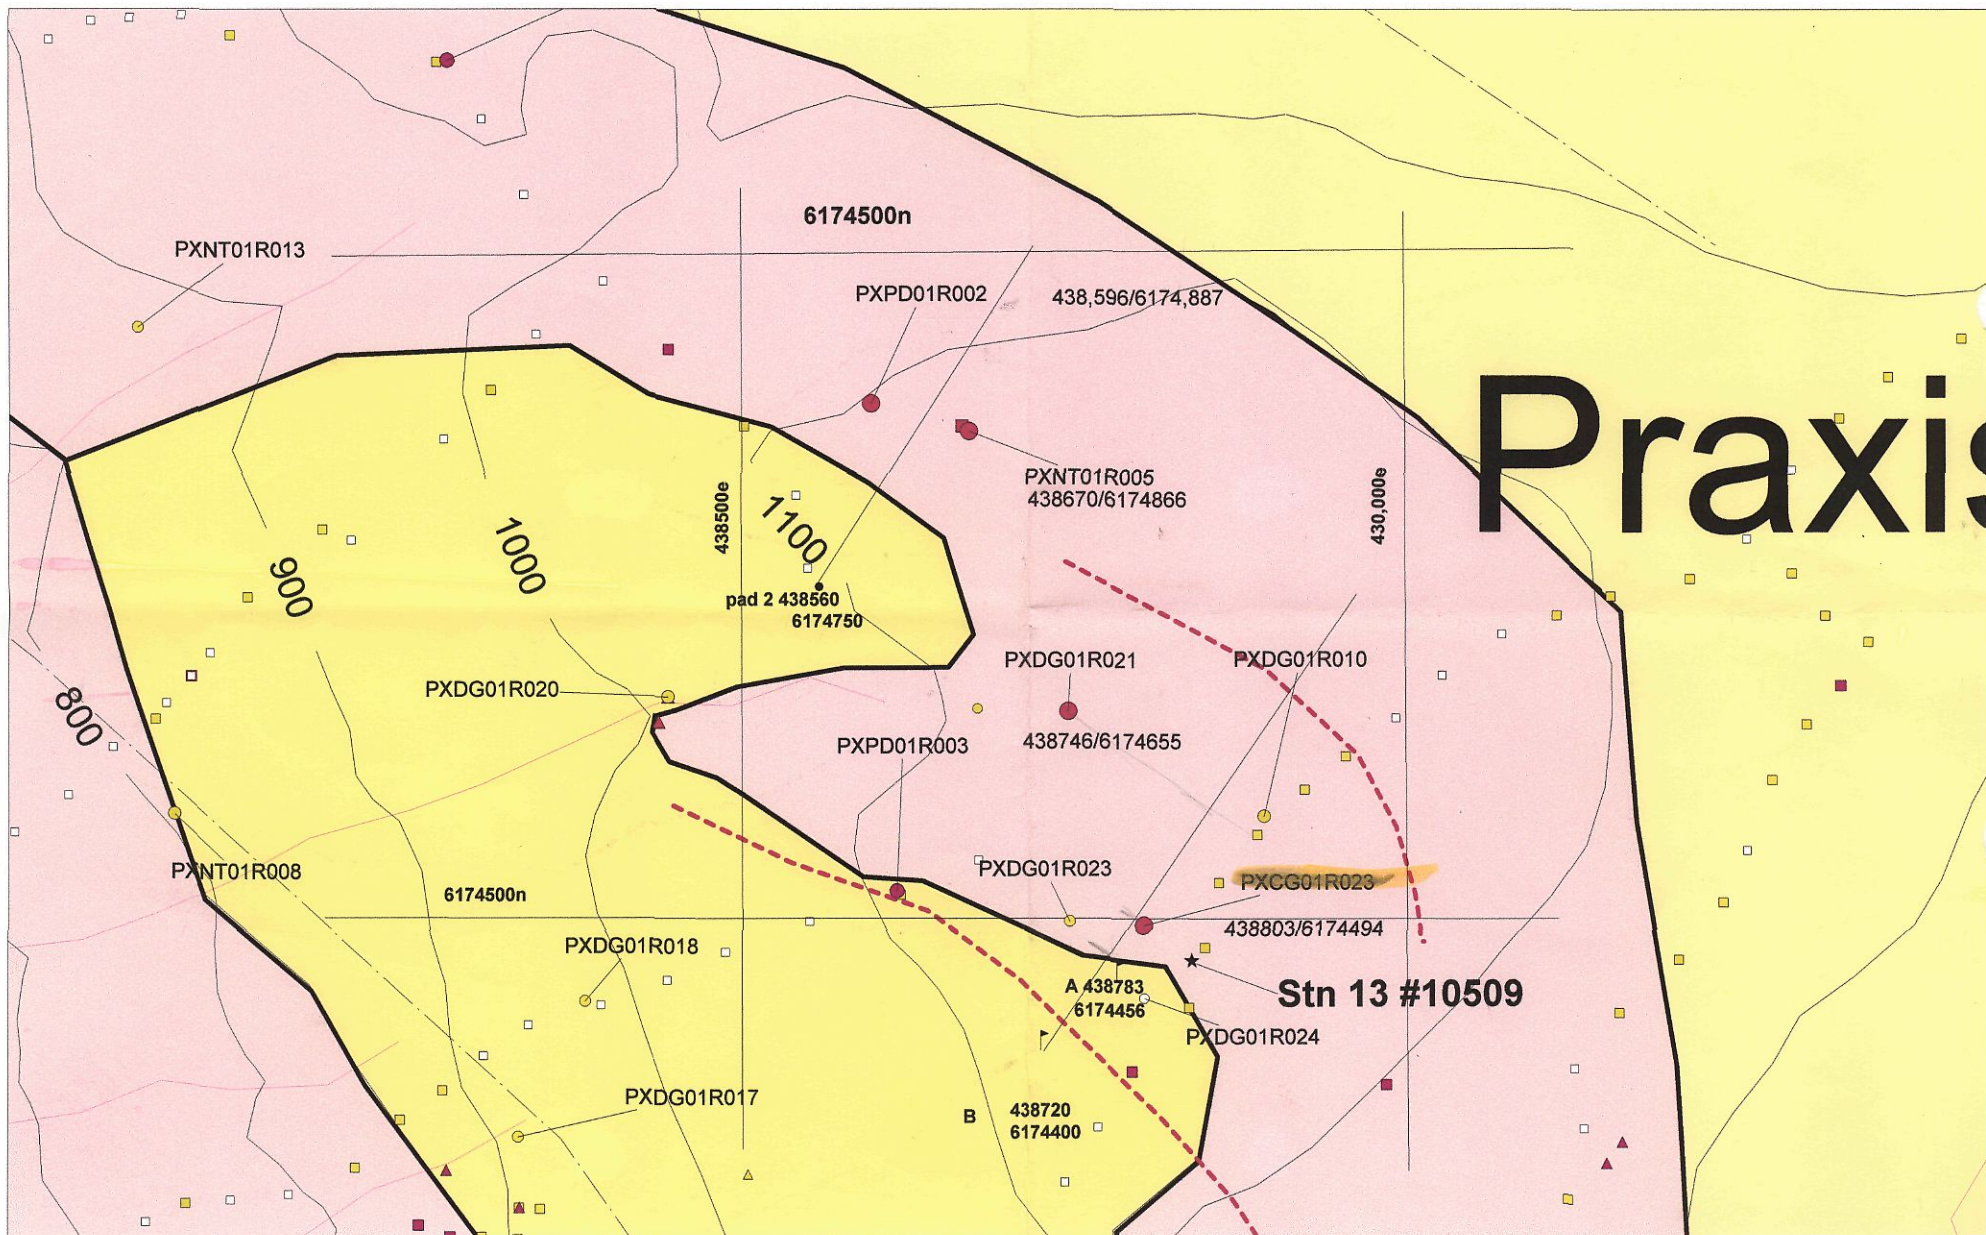 6174500n
PXNT01R013
PXPD01R002
438,596/6174,887
Praxis
PXNT01R005
438670/6174866
430,000e
438500e
1100
1000
900
pad 2 438560
6174750
PXDG01R021
PXDG01R010
PXDG01R020
800
438746/6174655
PXPD01R003
PXNT01R008
PXDG01R023
PXCG01R023
6174500n
438803/6174494
PXDG01R018
A 438783
6174456
Stn 13 #10509
PXDG01R024
PXDG01R017
B 438720
6174400